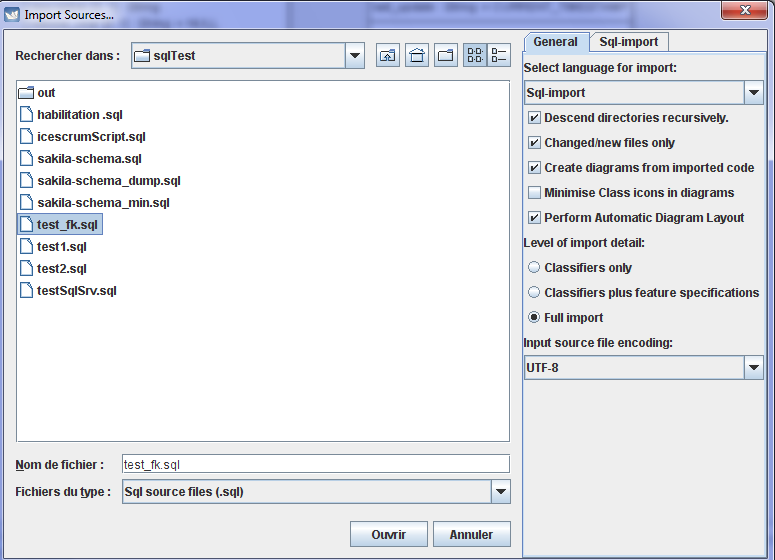 Import Sources...
Rechercher dans :
sqlTest
out
habilitation .sql
icescrumScript.sql
sakila-schema.sql
sakila-schema_dump.sql
sakila-schema_min.sql
test_fk.sql
test1.sql
test2.sql
testSqlSrv.sql
Nom de fichier :
test_fk.sql
Fichiers du type :
Sql source files (.sql)
Ouvrir
Annuler
General
Sql-import
Select language for import:
Sql-import
Descend directories recursively.
Changed/new files only
Create diagrams from imported code
Minimise Class icons in diagrams
Perform Automatic Diagram Layout
Level of import detail:
Classifiers only
Classifiers plus feature specifications
Full import
Input source file encoding:
UTF-8